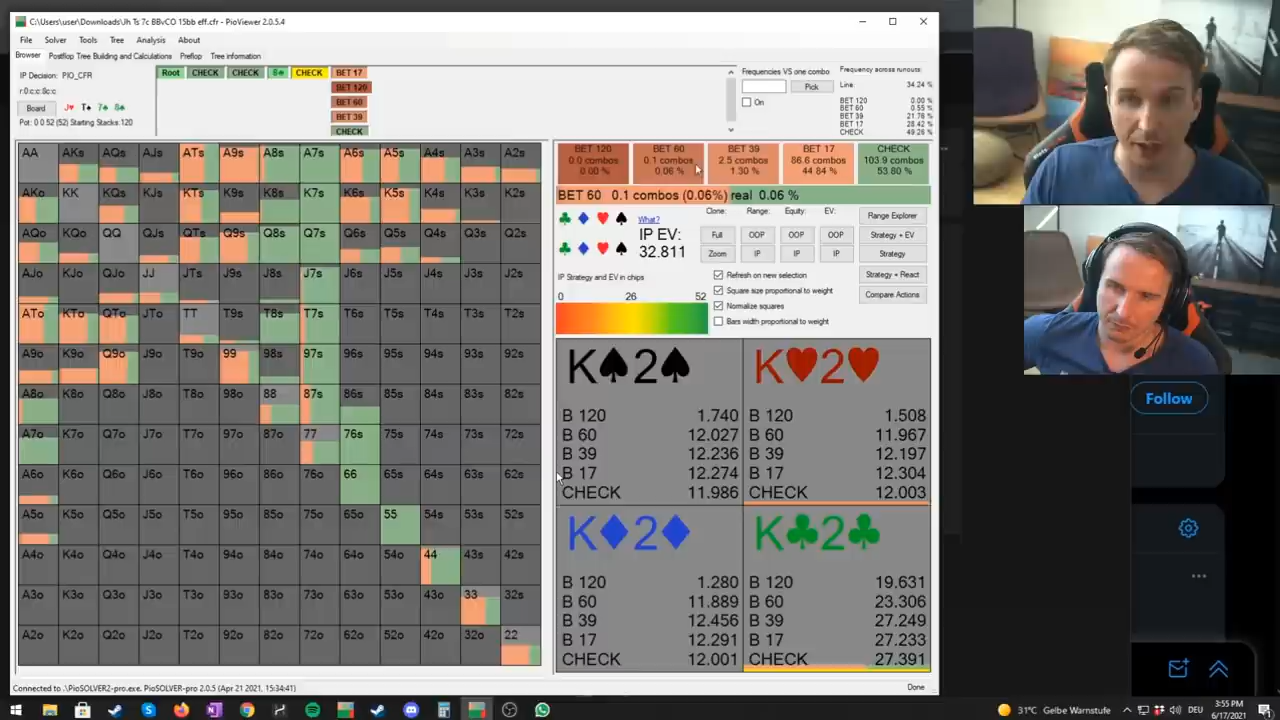 C:\Users\user\Downloads\Jh Ts 7c BBvCO 15bb eff.cfr - PioViewer 2.0.5.4
File Solver Tools Tree Analysis About
Browser Postflop Tree Building and Calculations Preflop Tree information
IP Decision: PIO_CFR
r:0:c:c:8c:c
Board J♥ T♠ 7♣ 8♣
Pot: 0 0 52 (52) Starting Stacks:120
Root CHECK CHECK 8♣ CHECK BET 17
BET 120
BET 60
BET 39
CHECK
Frequencies VS one combo
Pick
On
Frequency across runouts:
Line: 34.24 %
BET 120 0.00 %
BET 60 0.55 %
BET 39 21.78 %
BET 17 28.42 %
CHECK 49.26 %
AA AKs AQs AJs ATs A9s A8s A7s A6s A5s A4s A3s A2s
AKo KK KQs KJs KTs K9s K8s K7s K6s K5s K4s K3s K2s
AQo KQo QQ QJs QTs Q9s Q8s Q7s Q6s Q5s Q4s Q3s Q2s
AJo KJo QJo JJ JTs J9s J8s J7s J6s J5s J4s J3s J2s
ATo KTo QTo JTo TT T9s T8s T7s T6s T5s T4s T3s T2s
A9o K9o Q9o J9o T9o 99 98s 97s 96s 95s 94s 93s 92s
A8o K8o Q8o J8o T8o 98o 88 87s 86s 85s 84s 83s 82s
A7o K7o Q7o J7o T7o 97o 87o 77 76s 75s 74s 73s 72s
A6o K6o Q6o J6o T6o 96o 86o 76o 66 65s 64s 63s 62s
A5o K5o Q5o J5o T5o 95o 85o 75o 65o 55 54s 53s 52s
A4o K4o Q4o J4o T4o 94o 84o 74o 64o 54o 44 43s 42s
A3o K3o Q3o J3o T3o 93o 83o 73o 63o 53o 43o 33 32s
A2o K2o Q2o J2o T2o 92o 82o 72o 62o 52o 42o 32o 22
BET 120 BET 60 BET 39 BET 17 CHECK
0.0 combos 0.1 combos 2.5 combos 86.6 combos 103.9 combos
0.00 % 0.06 % 1.30 % 44.84 % 53.80 %
BET 60 0.1 combos (0.06%) real 0.06 %
♣ ♦ ♥ ♠ What? Clone: Range: Equity: EV: Range Explorer
IP EV: Full OOP OOP OOP Strategy + EV
♣ ♦ ♥ ♠ 32.811 Zoom IP IP IP Strategy
IP Strategy and EV in chips Refresh on new selection Strategy + React
0 26 52 Square size proportional to weight Compare Actions
Normalize squares
Bars width proportional to weight
K♠2♠ K♥2♥
B 120 1.740 B 120 1.508
B 60 12.027 B 60 11.967
B 39 12.236 B 39 12.197
B 17 12.274 B 17 12.304
CHECK 11.986 CHECK 12.003
K♦2♦ K♣2♣
B 120 1.280 B 120 19.631
B 60 11.889 B 60 23.306
B 39 12.456 B 39 27.249
B 17 12.291 B 17 27.233
CHECK 12.001 CHECK 27.391
Connected to .\PioSOLVER2-pro.exe, PioSOLVER-pro 2.0.5 (Apr 21 2021, 15:34:41) Done
Follow
31°C Gelbe Warnstufe DEU 3:55 PM
6/17/2021